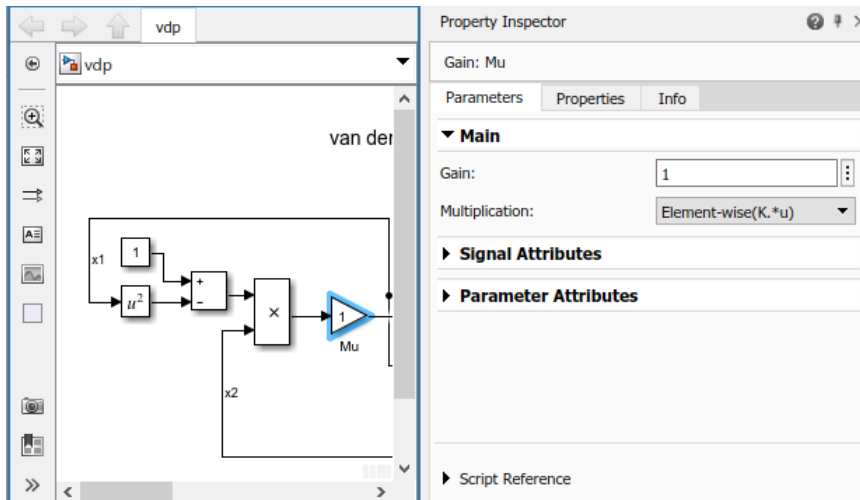 vdp
vdp
van der
x1
1
+
−
u²
×
1
Mu
x2
Property Inspector
Gain: Mu
Parameters
Properties
Info
Main
Gain:
1
Multiplication:
Element-wise(K.*u)
Signal Attributes
Parameter Attributes
Script Reference